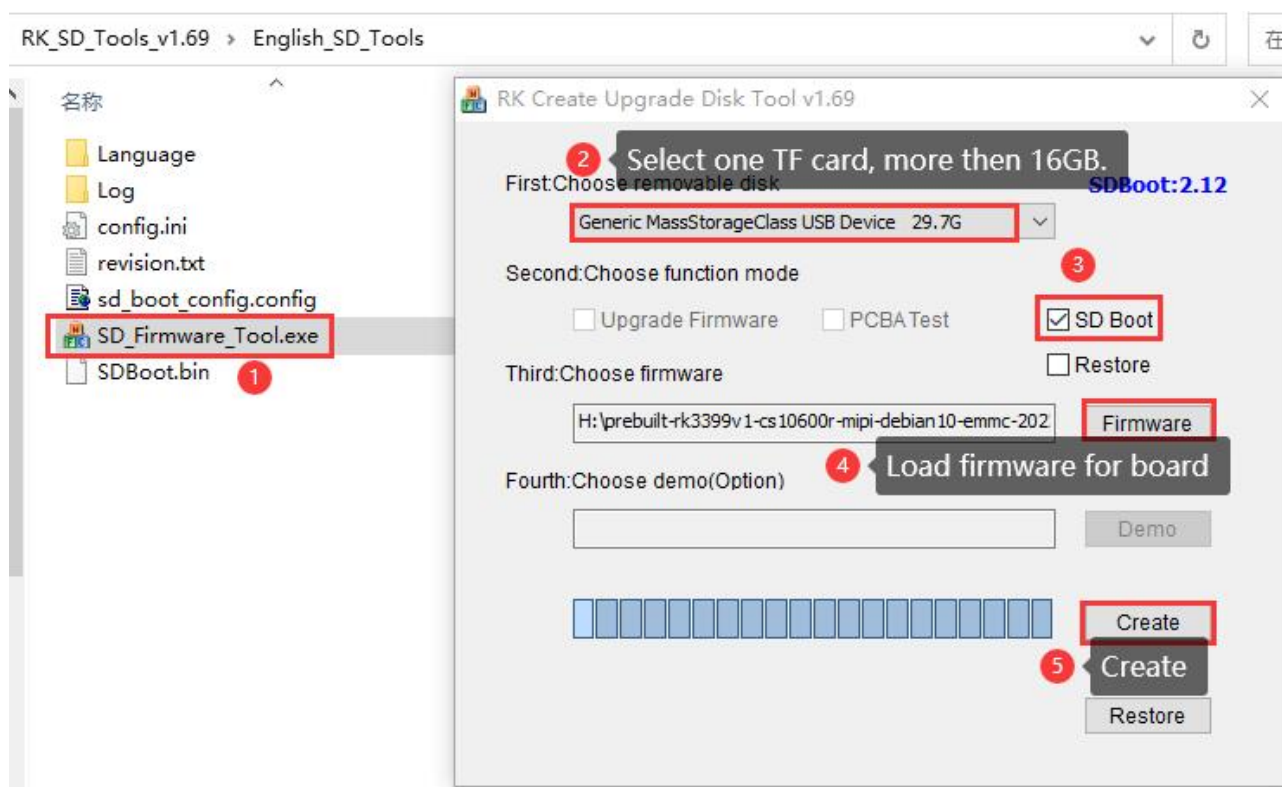 RK_SD_Tools_v1.69 › English_SD_Tools
在
名称
Language
Log
config.ini
revision.txt
sd_boot_config.config
SD_Firmware_Tool.exe
SDBoot.bin
1
RK Create Upgrade Disk Tool v1.69
2 Select one TF card, more then 16GB.
First:Choose removable disk
SDBoot:2.12
Generic MassStorageClass USB Device 29.7G
3
Second:Choose function mode
Upgrade Firmware PCBA Test SD Boot
Restore
Third:Choose firmware
H:\prebuilt-rk3399v1-cs10600r-mipi-debian10-emmc-202 Firmware
4 Load firmware for board
Fourth:Choose demo(Option)
Demo
Create
5 Create
Restore